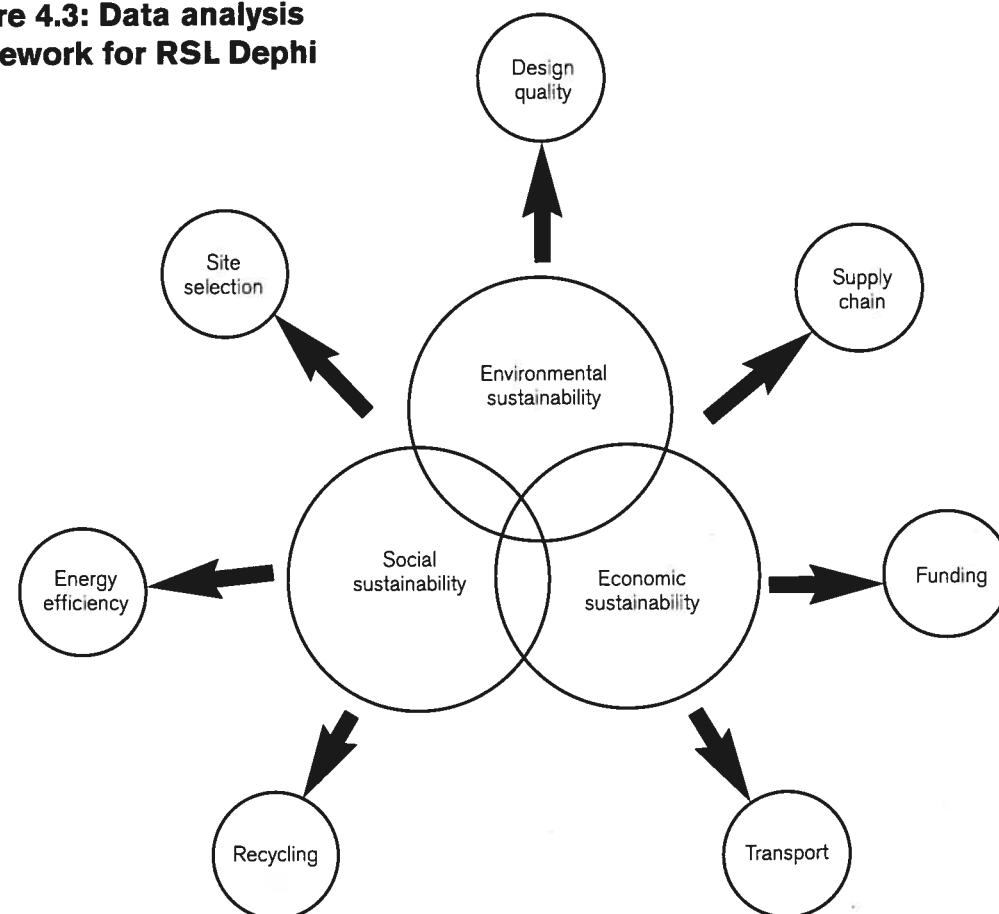 re 4.3: Data analysis
ework for RSL Dephi
Design
quality
Site
selection
Supply
chain
Environmental
sustainability
Social
sustainability
Economic
sustainability
Energy
efficiency
Funding
Recycling
Transport